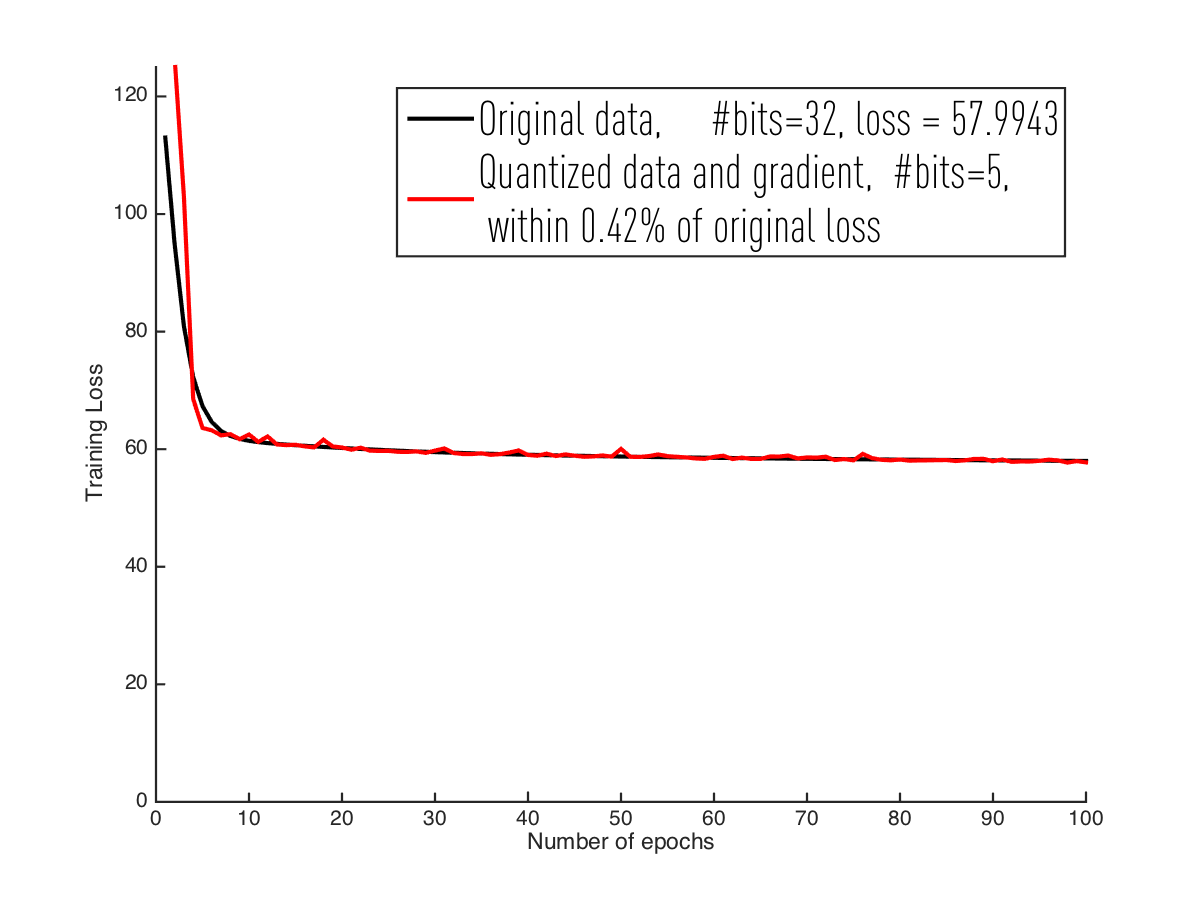 120
100
80
60
40
20
0
Training Loss
Original data, #bits=32, loss = 57.9943
Quantized data and gradient, #bits=5,
within 0.42% of original loss
0 10 20 30 40 50 60 70 80 90 100
Number of epochs